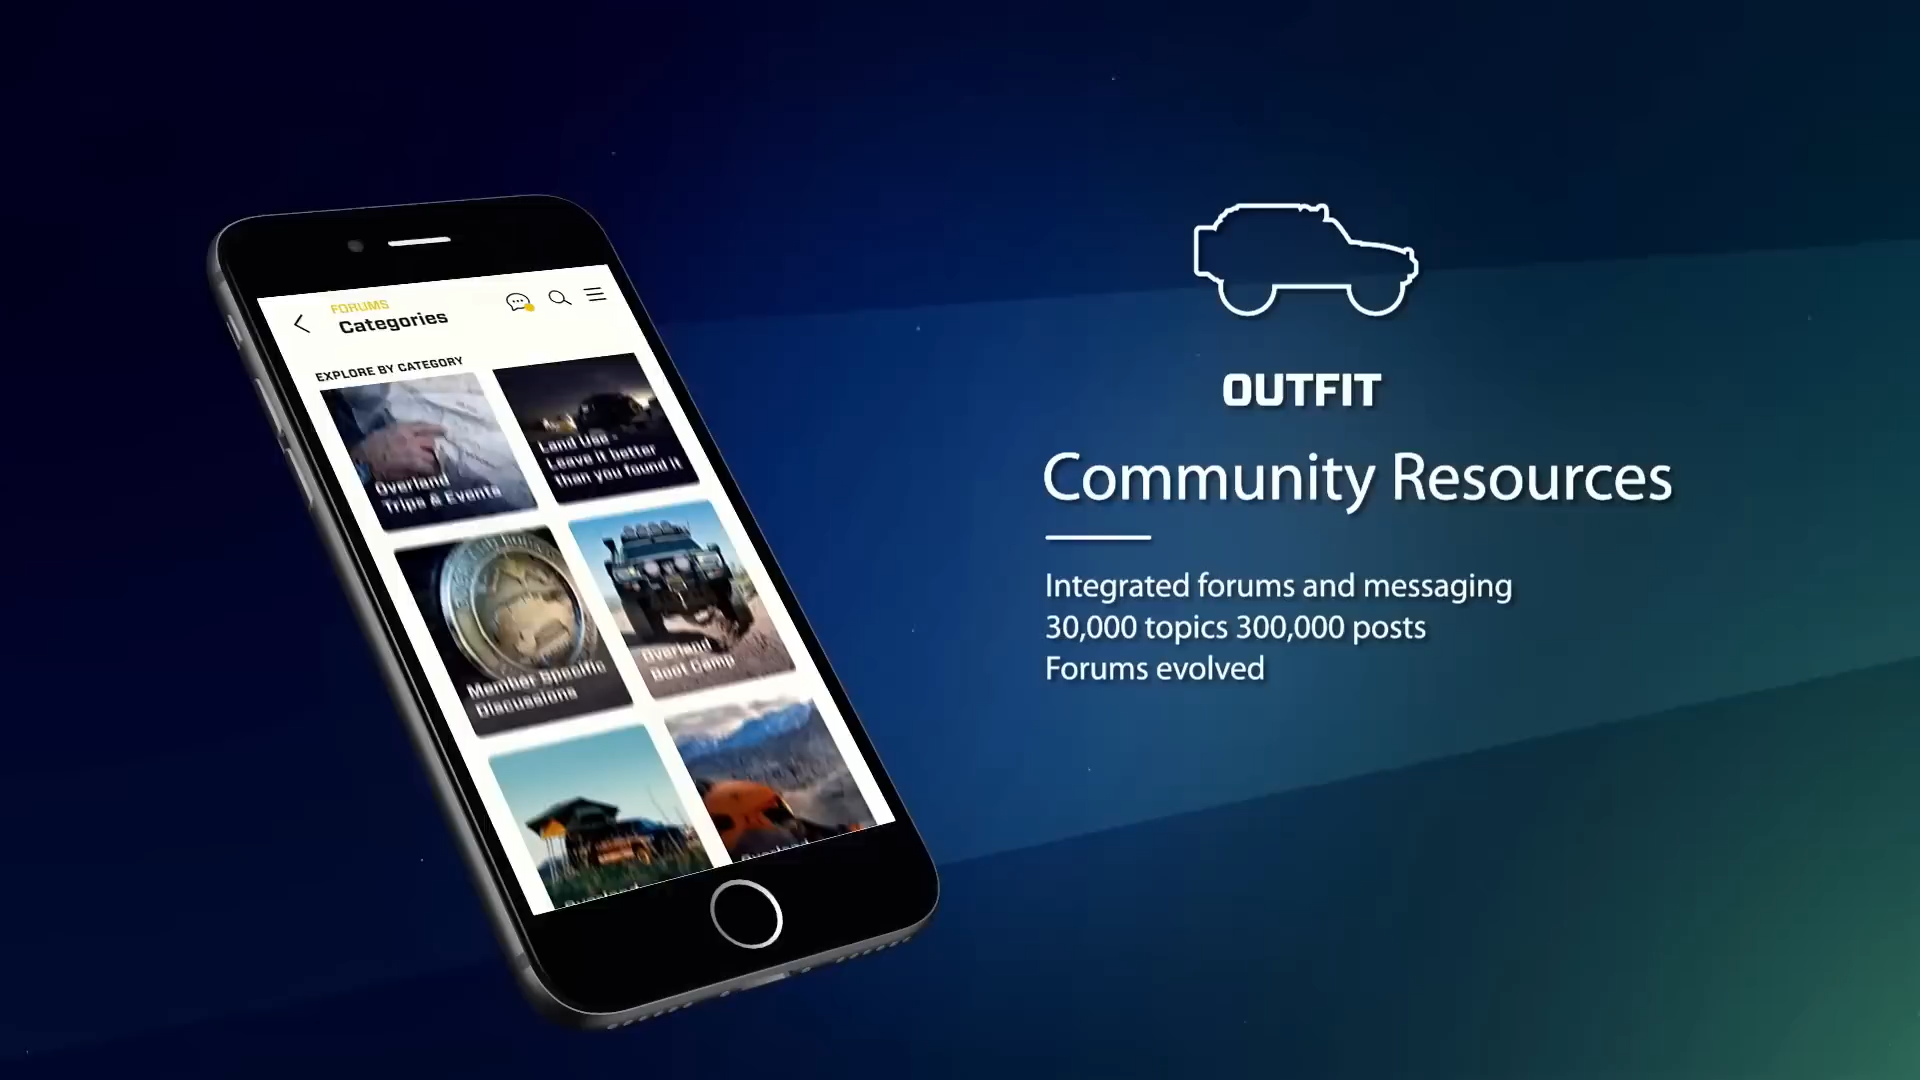 FORUMS
Categories
EXPLORE BY CATEGORY
Overland
Trips & Events
Land Use -
Leave it better
than you found it
Member Specific
Discussions
Overland
Boot Camp
Overland
Overland
OUTFIT
Community Resources
Integrated forums and messaging
30,000 topics 300,000 posts
Forums evolved